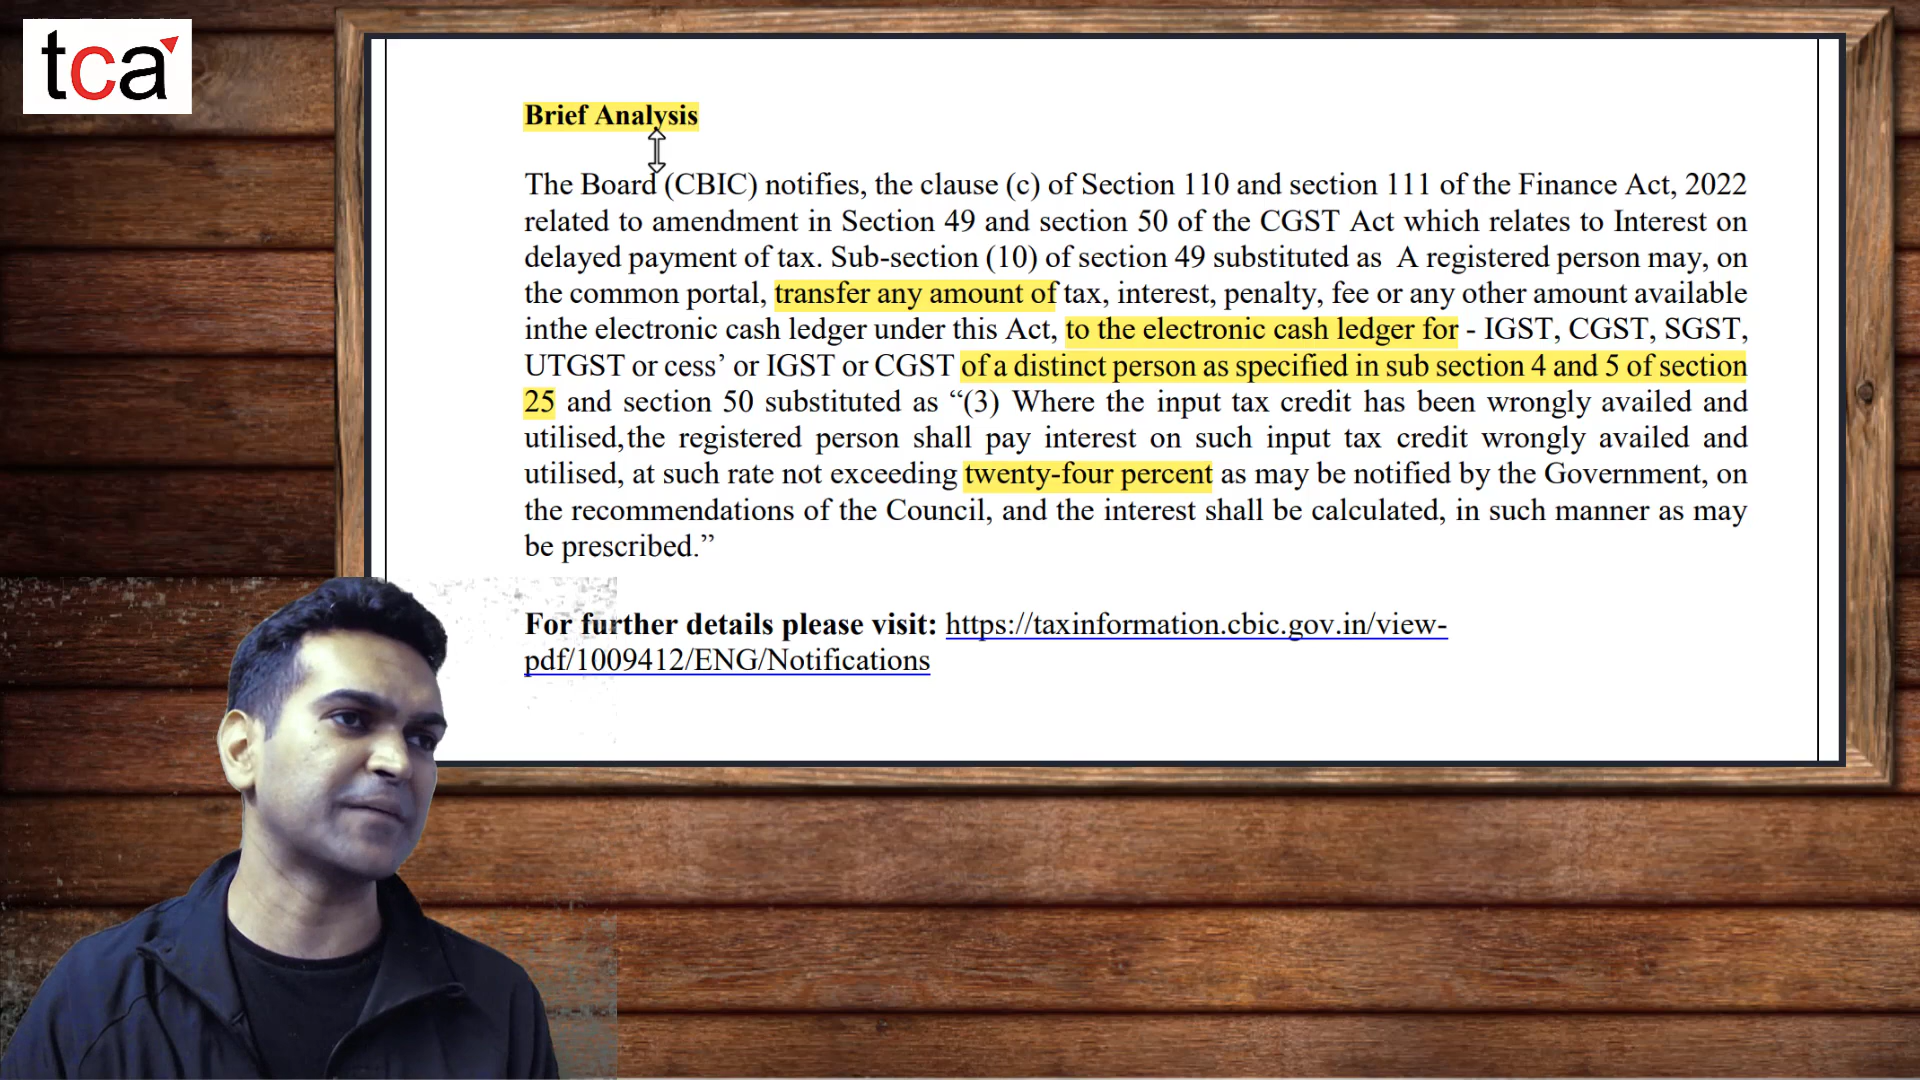 tca
Brief Analysis
The Board (CBIC) notifies, the clause (c) of Section 110 and section 111 of the Finance Act, 2022
related to amendment in Section 49 and section 50 of the CGST Act which relates to Interest on
delayed payment of tax. Sub-section (10) of section 49 substituted as A registered person may, on
the common portal, transfer any amount of tax, interest, penalty, fee or any other amount available
inthe electronic cash ledger under this Act, to the electronic cash ledger for - IGST, CGST, SGST,
UTGST or cess’ or IGST or CGST of a distinct person as specified in sub section 4 and 5 of section
25 and section 50 substituted as “(3) Where the input tax credit has been wrongly availed and
utilised,the registered person shall pay interest on such input tax credit wrongly availed and
utilised, at such rate not exceeding twenty-four percent as may be notified by the Government, on
the recommendations of the Council, and the interest shall be calculated, in such manner as may
be prescribed.”
For further details please visit: https://taxinformation.cbic.gov.in/view-
pdf/1009412/ENG/Notifications